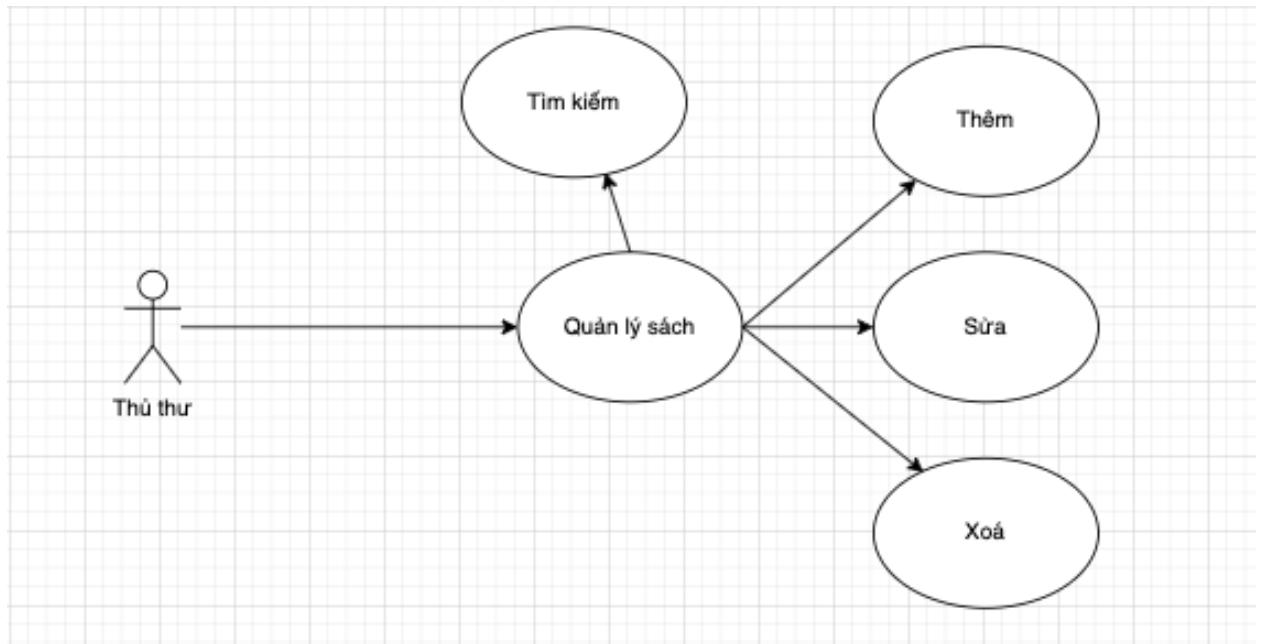 Tìm kiếm
Thêm
Quản lý sách
Sửa
Thủ thư
Xoá